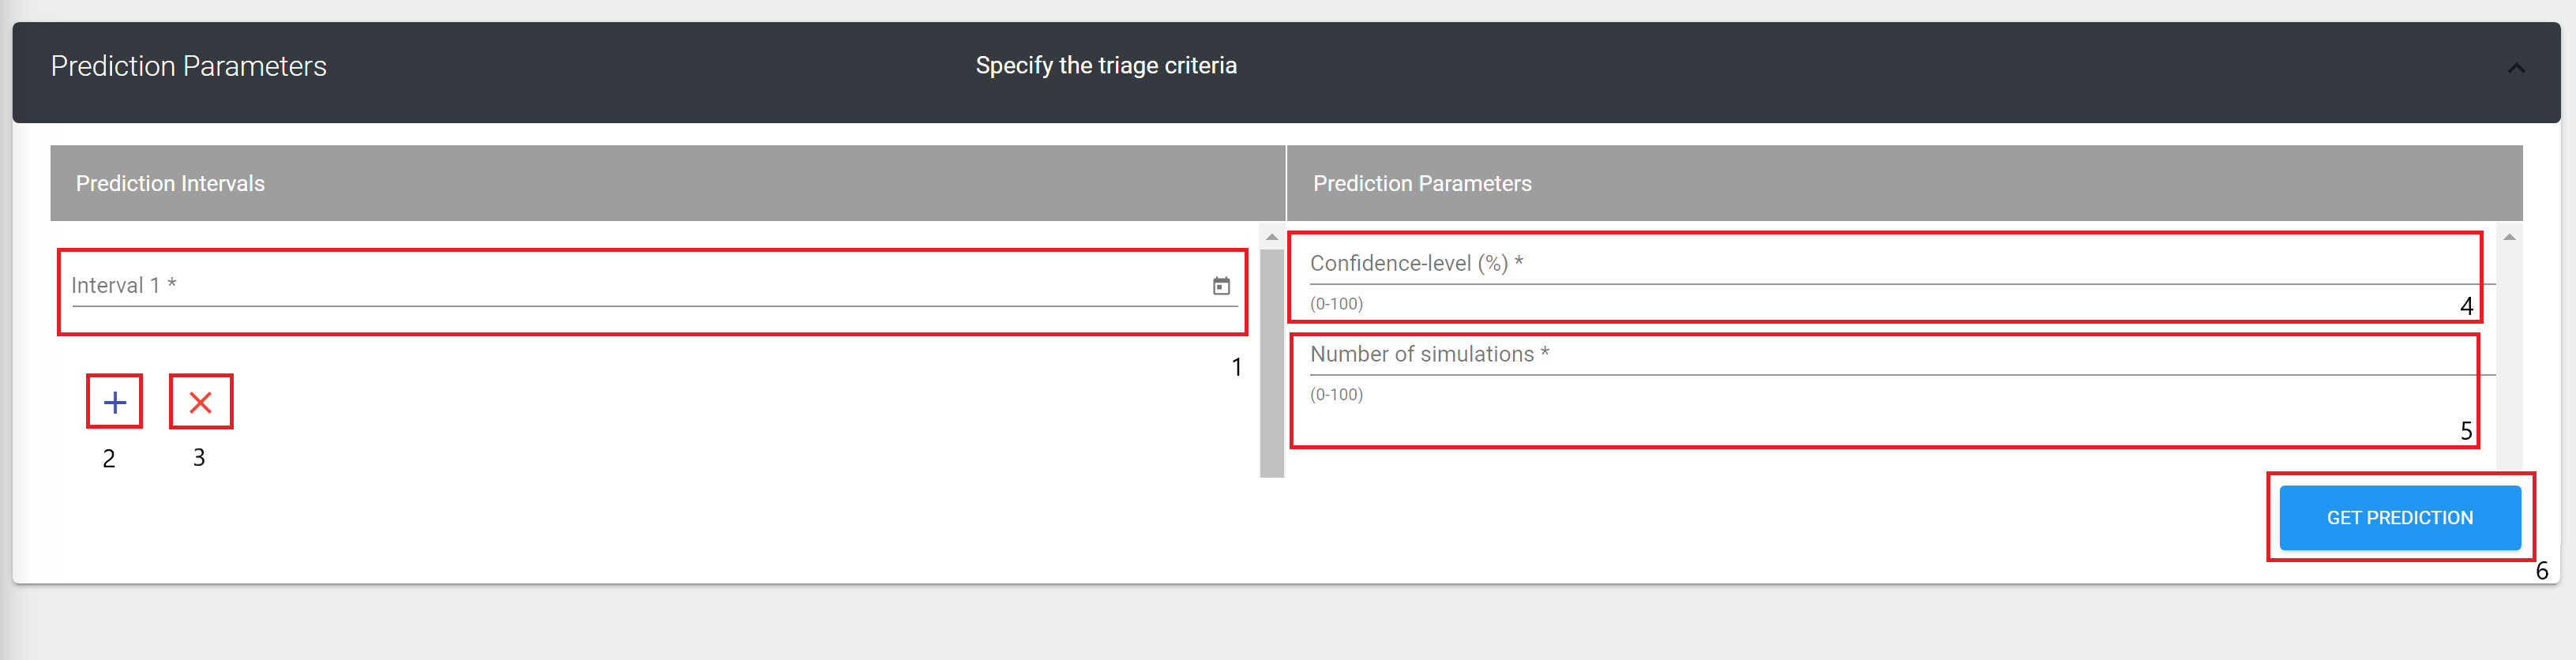 Prediction Parameters
Specify the triage criteria
Prediction Intervals
Prediction Parameters
Interval 1 *
1
2
3
Confidence-level (%) *
(0-100)
4
Number of simulations *
(0-100)
5
GET PREDICTION
6